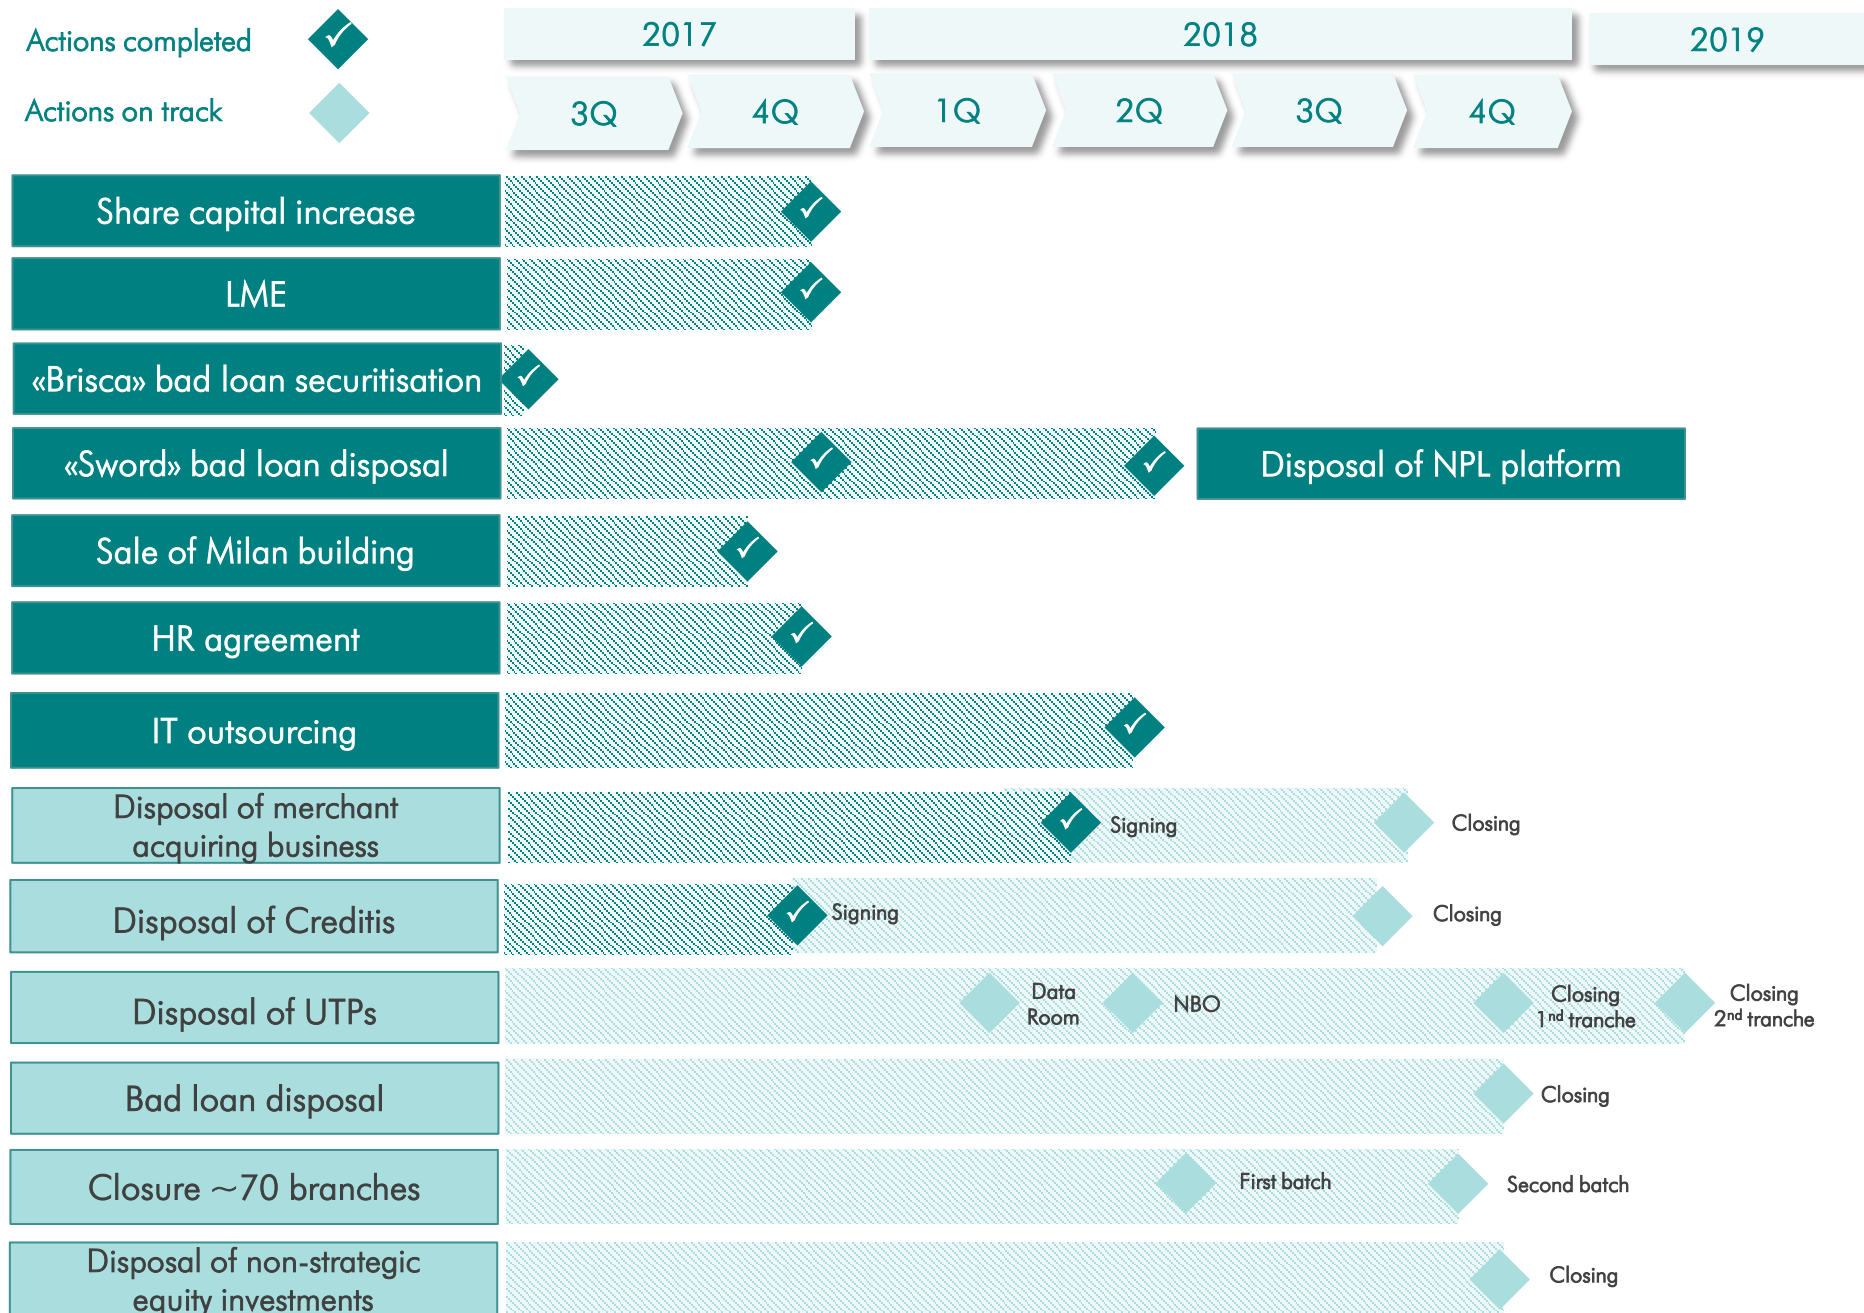 Actions completed
2017
2018
2019
Actions on track
3Q
4Q
1Q
2Q
3Q
4Q
Share capital increase
LME
«Brisca» bad loan securitisation
«Sword» bad loan disposal
Disposal of NPL platform
Sale of Milan building
HR agreement
IT outsourcing
Disposal of merchant
acquiring business
Signing
Closing
Disposal of Creditis
Signing
Closing
Disposal of UTPs
Data
Room
NBO
Closing
1nd tranche
Closing
2nd tranche
Bad loan disposal
Closing
Closure ~70 branches
First batch
Second batch
Disposal of non-strategic
equity investments
Closing